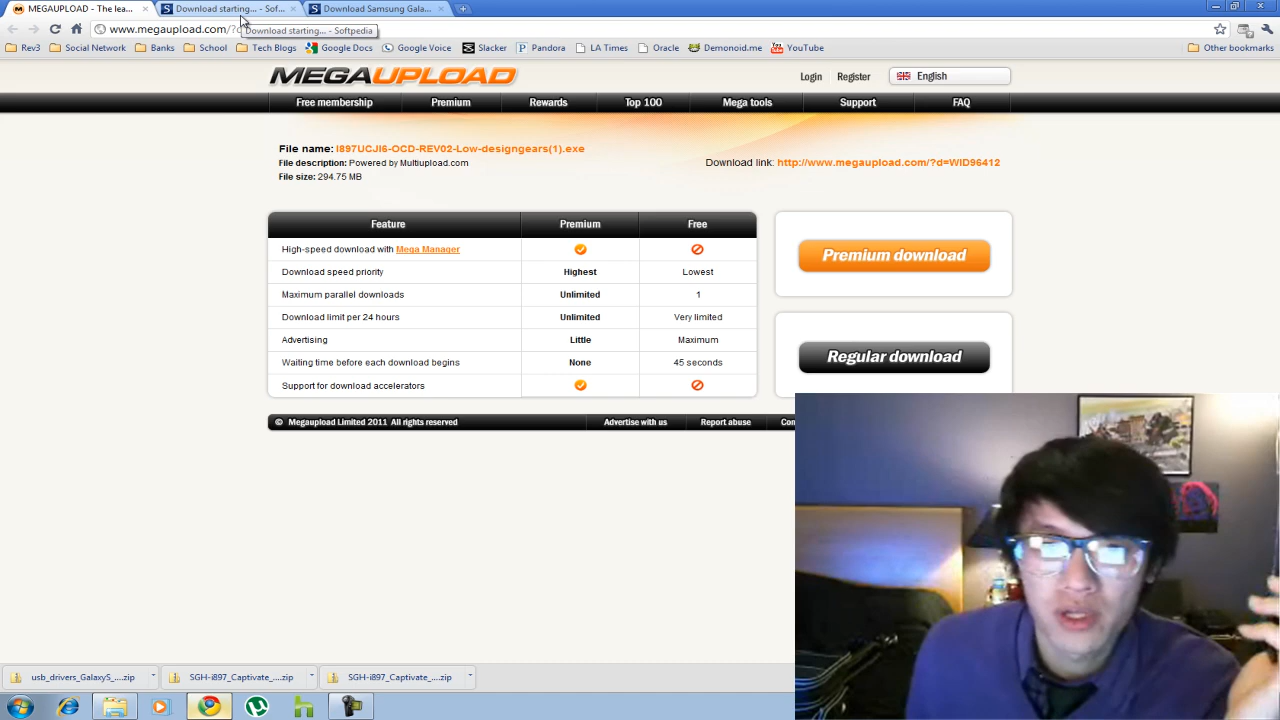 MEGAUPLOAD - The lea...
Download starting... - Sof...
Download Samsung Gala...
www.megaupload.com/?
Download starting... - Softpedia
Rev3
Social Network
Banks
School
Tech Blogs
Google Docs
Google Voice
Slacker
Pandora
LA Times
Oracle
Demonoid.me
YouTube
Other bookmarks
MEGAUPLOAD
Login
Register
English
Free membership
Premium
Rewards
Top 100
Mega tools
Support
FAQ
File name: I897UCJI6-OCD-REV02-Low-designgears(1).exe
File description: Powered by Multiupload.com
File size: 294.75 MB
Download link: http://www.megaupload.com/?d=WID96412
Feature Premium Free
High-speed download with Mega Manager
Download speed priority Highest Lowest
Maximum parallel downloads Unlimited 1
Download limit per 24 hours Unlimited Very limited
Advertising Little Maximum
Waiting time before each download begins None 45 seconds
Support for download accelerators
Premium download
Regular download
© Megaupload Limited 2011 All rights reserved
Advertise with us
Report abuse
Con
usb_drivers_GalaxyS_....zip
SGH-i897_Captivate_....zip
SGH-i897_Captivate_....zip